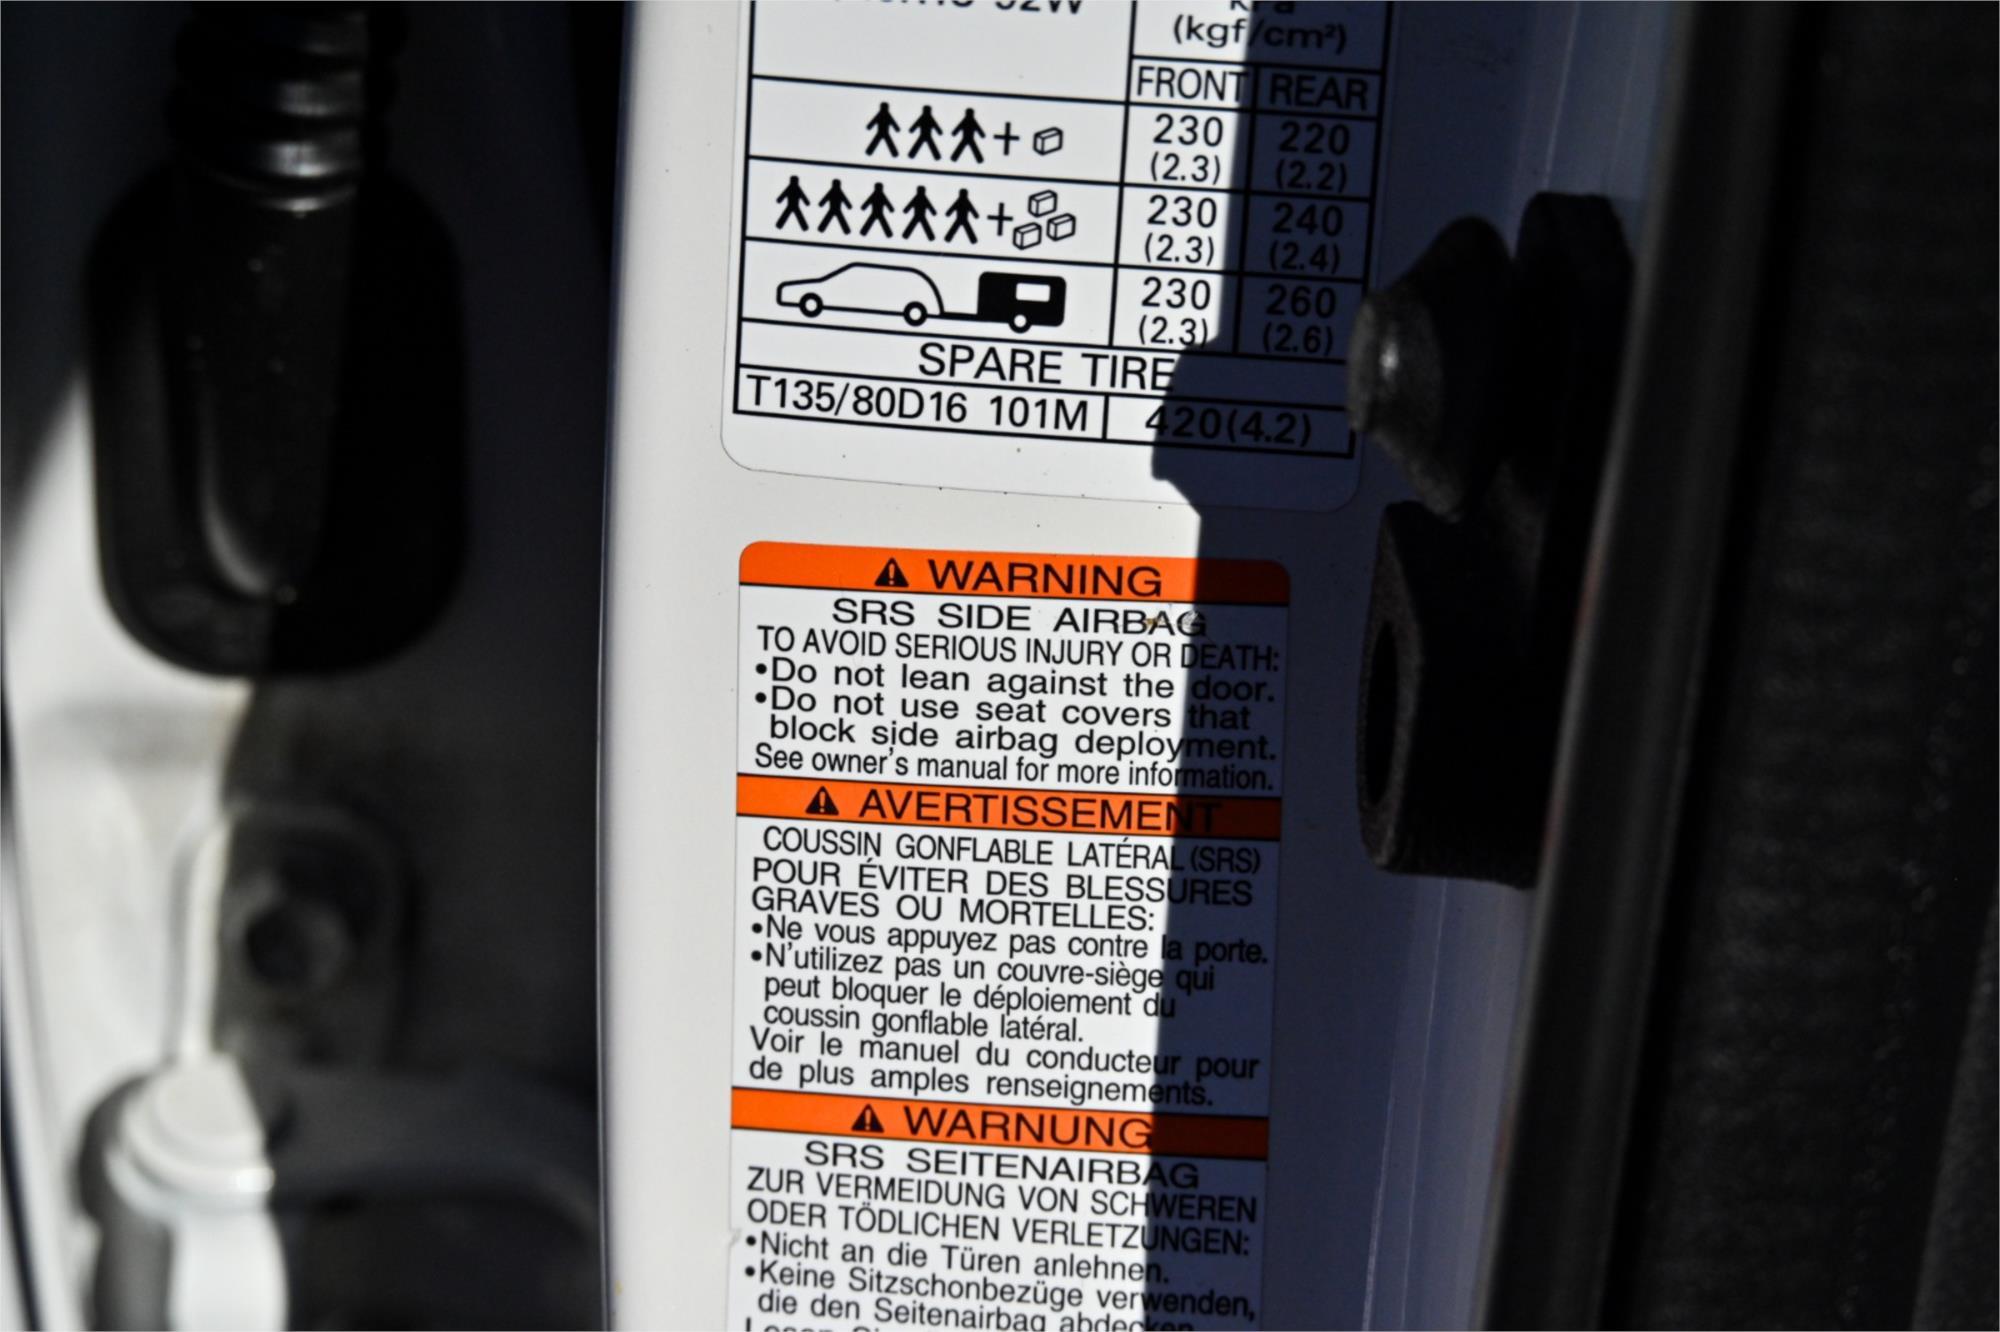 92W
kPa
(kgf/cm²)
FRONT REAR
+ 230 220
(2.3) (2.2)
+ 230 240
(2.3) (2.4)
230 260
(2.3) (2.6)
SPARE TIRE
T135/80D16 101M 420(4.2)
⚠ WARNING
SRS SIDE AIRBAG
TO AVOID SERIOUS INJURY OR DEATH:
•Do not lean against the door.
•Do not use seat covers that
block side airbag deployment.
See owner's manual for more information.
⚠ AVERTISSEMENT
COUSSIN GONFLABLE LATÉRAL (SRS)
POUR ÉVITER DES BLESSURES
GRAVES OU MORTELLES:
•Ne vous appuyez pas contre la porte.
•N'utilizez pas un couvre-siège qui
peut bloquer le déploiement du
coussin gonflable latéral.
Voir le manuel du conducteur pour
de plus amples renseignements.
⚠ WARNUNG
SRS SEITENAIRBAG
ZUR VERMEIDUNG VON SCHWEREN
ODER TÖDLICHEN VERLETZUNGEN:
•Nicht an die Türen anlehnen.
•Keine Sitzschonbezüge verwenden,
die den Seitenairbag abdecken.